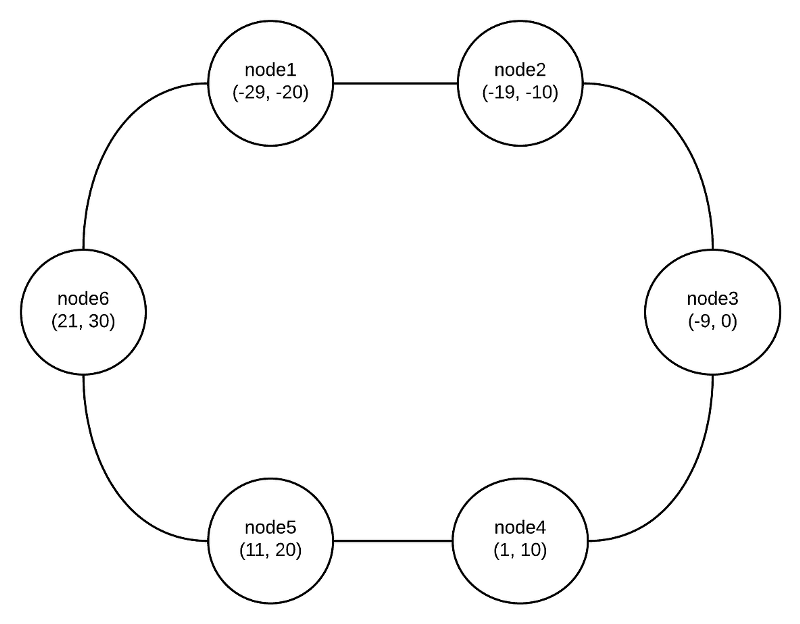 node1
(-29, -20)
node2
(-19, -10)
node6
(21, 30)
node3
(-9, 0)
node5
(11, 20)
node4
(1, 10)